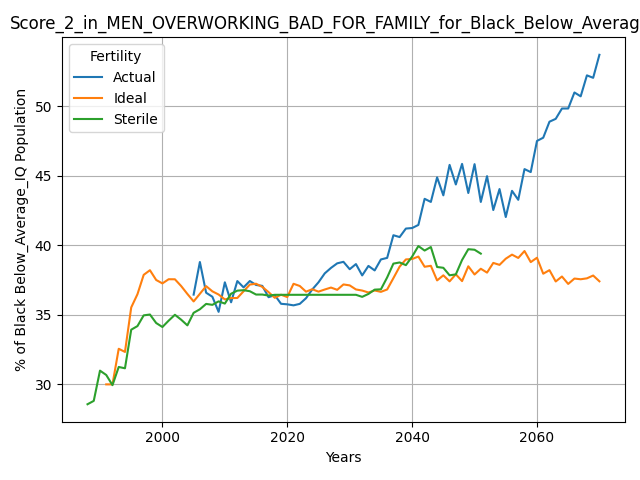 Score_2_in_MEN_OVERWORKING_BAD_FOR_FAMILY_for_Black_Below_Averag
Fertility
Actual
Ideal
Sterile
% of Black Below_Average_IQ Population
50
45
40
35
30
2000
2020
2040
2060
Years